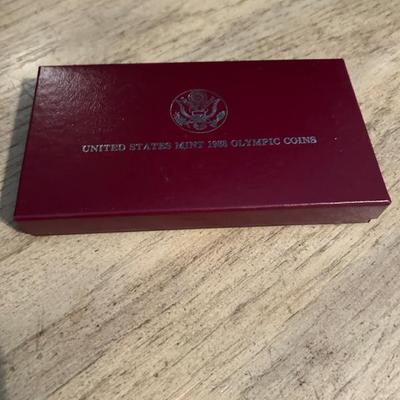 UNITED STATES MINT 1988 OLYMPIC COINS